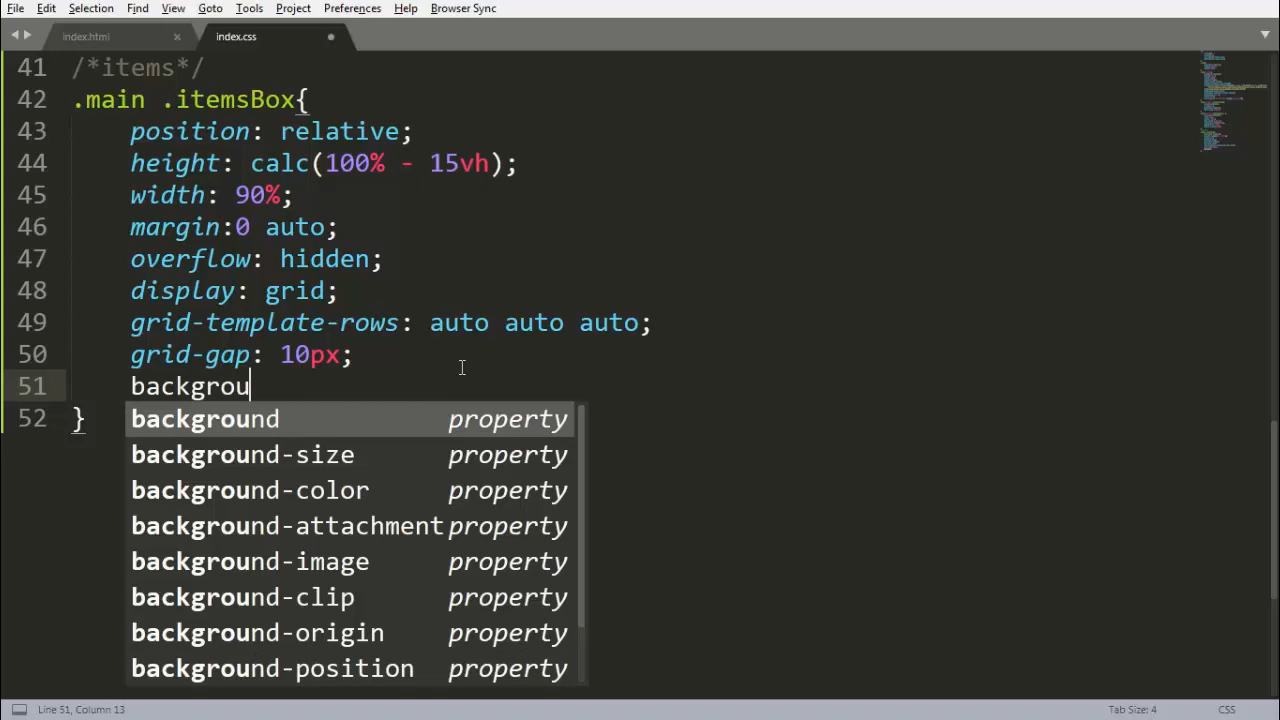 File Edit Selection Find View Goto Tools Project Preferences Help Browser Sync
index.html × index.css
41 /*items*/
42 .main .itemsBox{
43 position: relative;
44 height: calc(100% - 15vh);
45 width: 90%;
46 margin:0 auto;
47 overflow: hidden;
48 display: grid;
49 grid-template-rows: auto auto auto;
50 grid-gap: 10px;
51 backgrou
52 }
background property
background-size property
background-color property
background-attachment property
background-image property
background-clip property
background-origin property
background-position property
Line 51, Column 13 Tab Size: 4 CSS